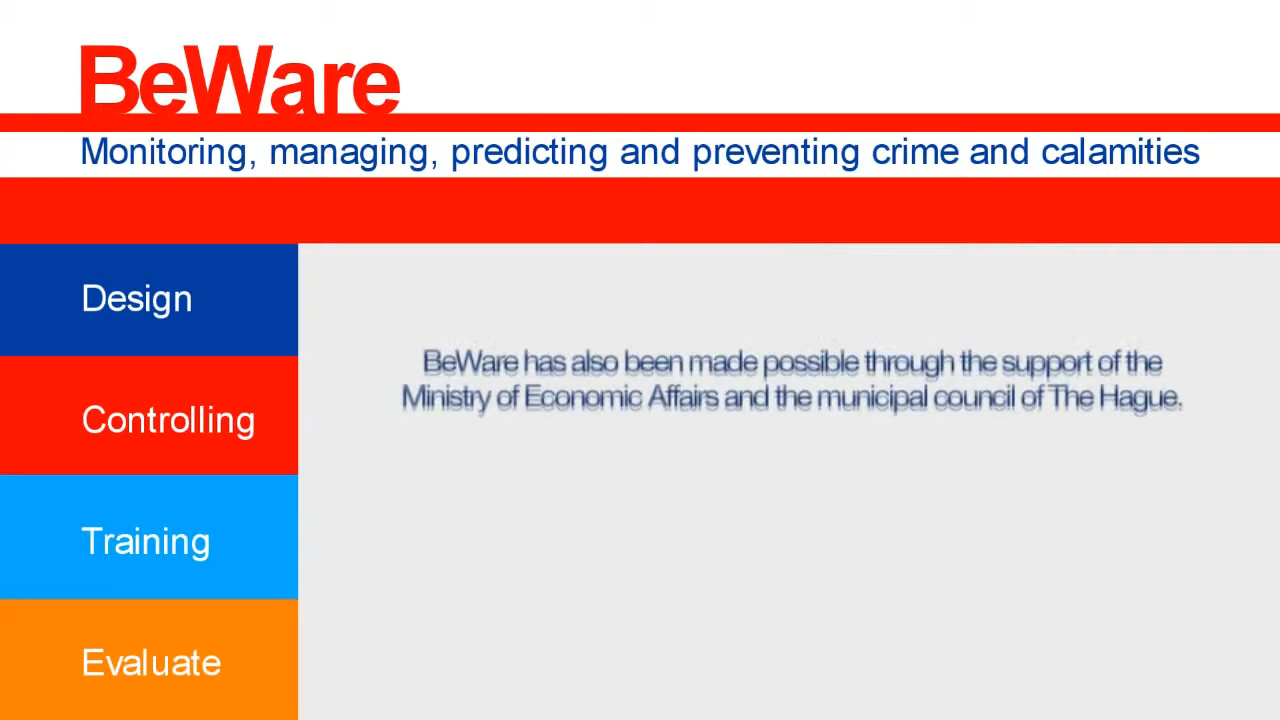 BeWare
Monitoring, managing, predicting and preventing crime and calamities
Design
Controlling
Training
Evaluate
BeWare has also been made possible through the support of the
Ministry of Economic Affairs and the municipal council of The Hague.